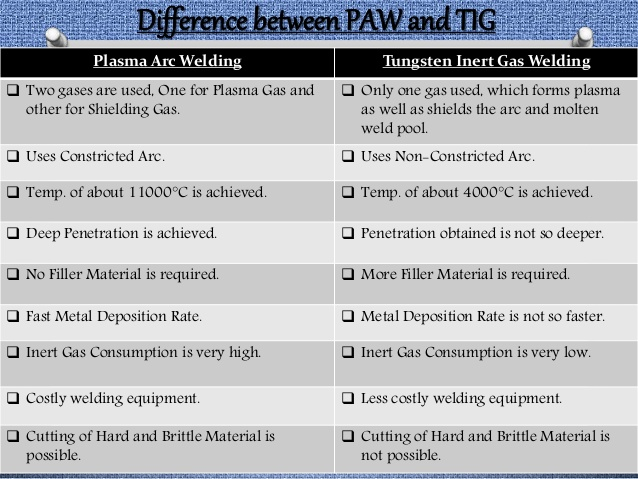 Difference between PAW and TIG
Plasma Arc Welding
Tungsten Inert Gas Welding
Two gases are used, One for Plasma Gas and
other for Shielding Gas.
Only one gas used, which forms plasma
as well as shields the arc and molten
weld pool.
Uses Constricted Arc.
Uses Non-Constricted Arc.
Temp. of about 11000°C is achieved.
Temp. of about 4000°C is achieved.
Deep Penetration is achieved.
Penetration obtained is not so deeper.
No Filler Material is required.
More Filler Material is required.
Fast Metal Deposition Rate.
Metal Deposition Rate is not so faster.
Inert Gas Consumption is very high.
Inert Gas Consumption is very low.
Costly welding equipment.
Less costly welding equipment.
Cutting of Hard and Brittle Material is
possible.
Cutting of Hard and Brittle Material is
not possible.